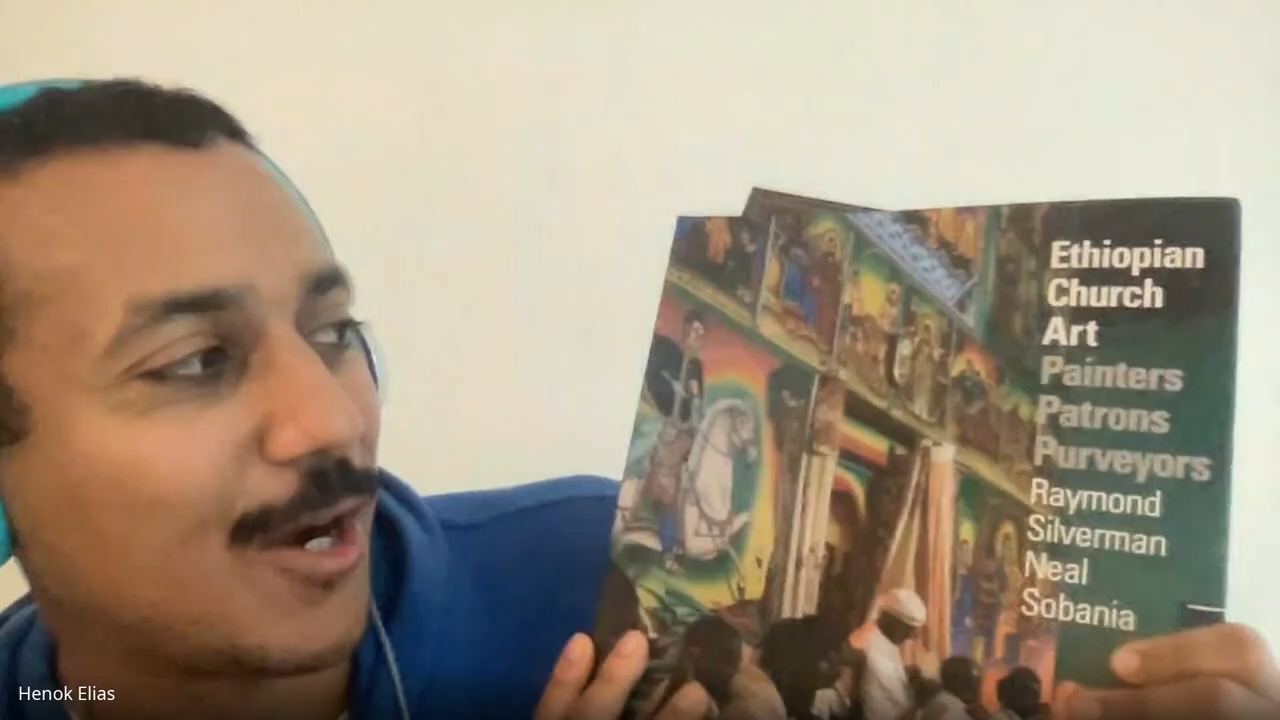 Ethiopian
Church
Art
Painters
Patrons
Purveyors
Raymond
Silverman
Neal
Sobania
Henok Elias